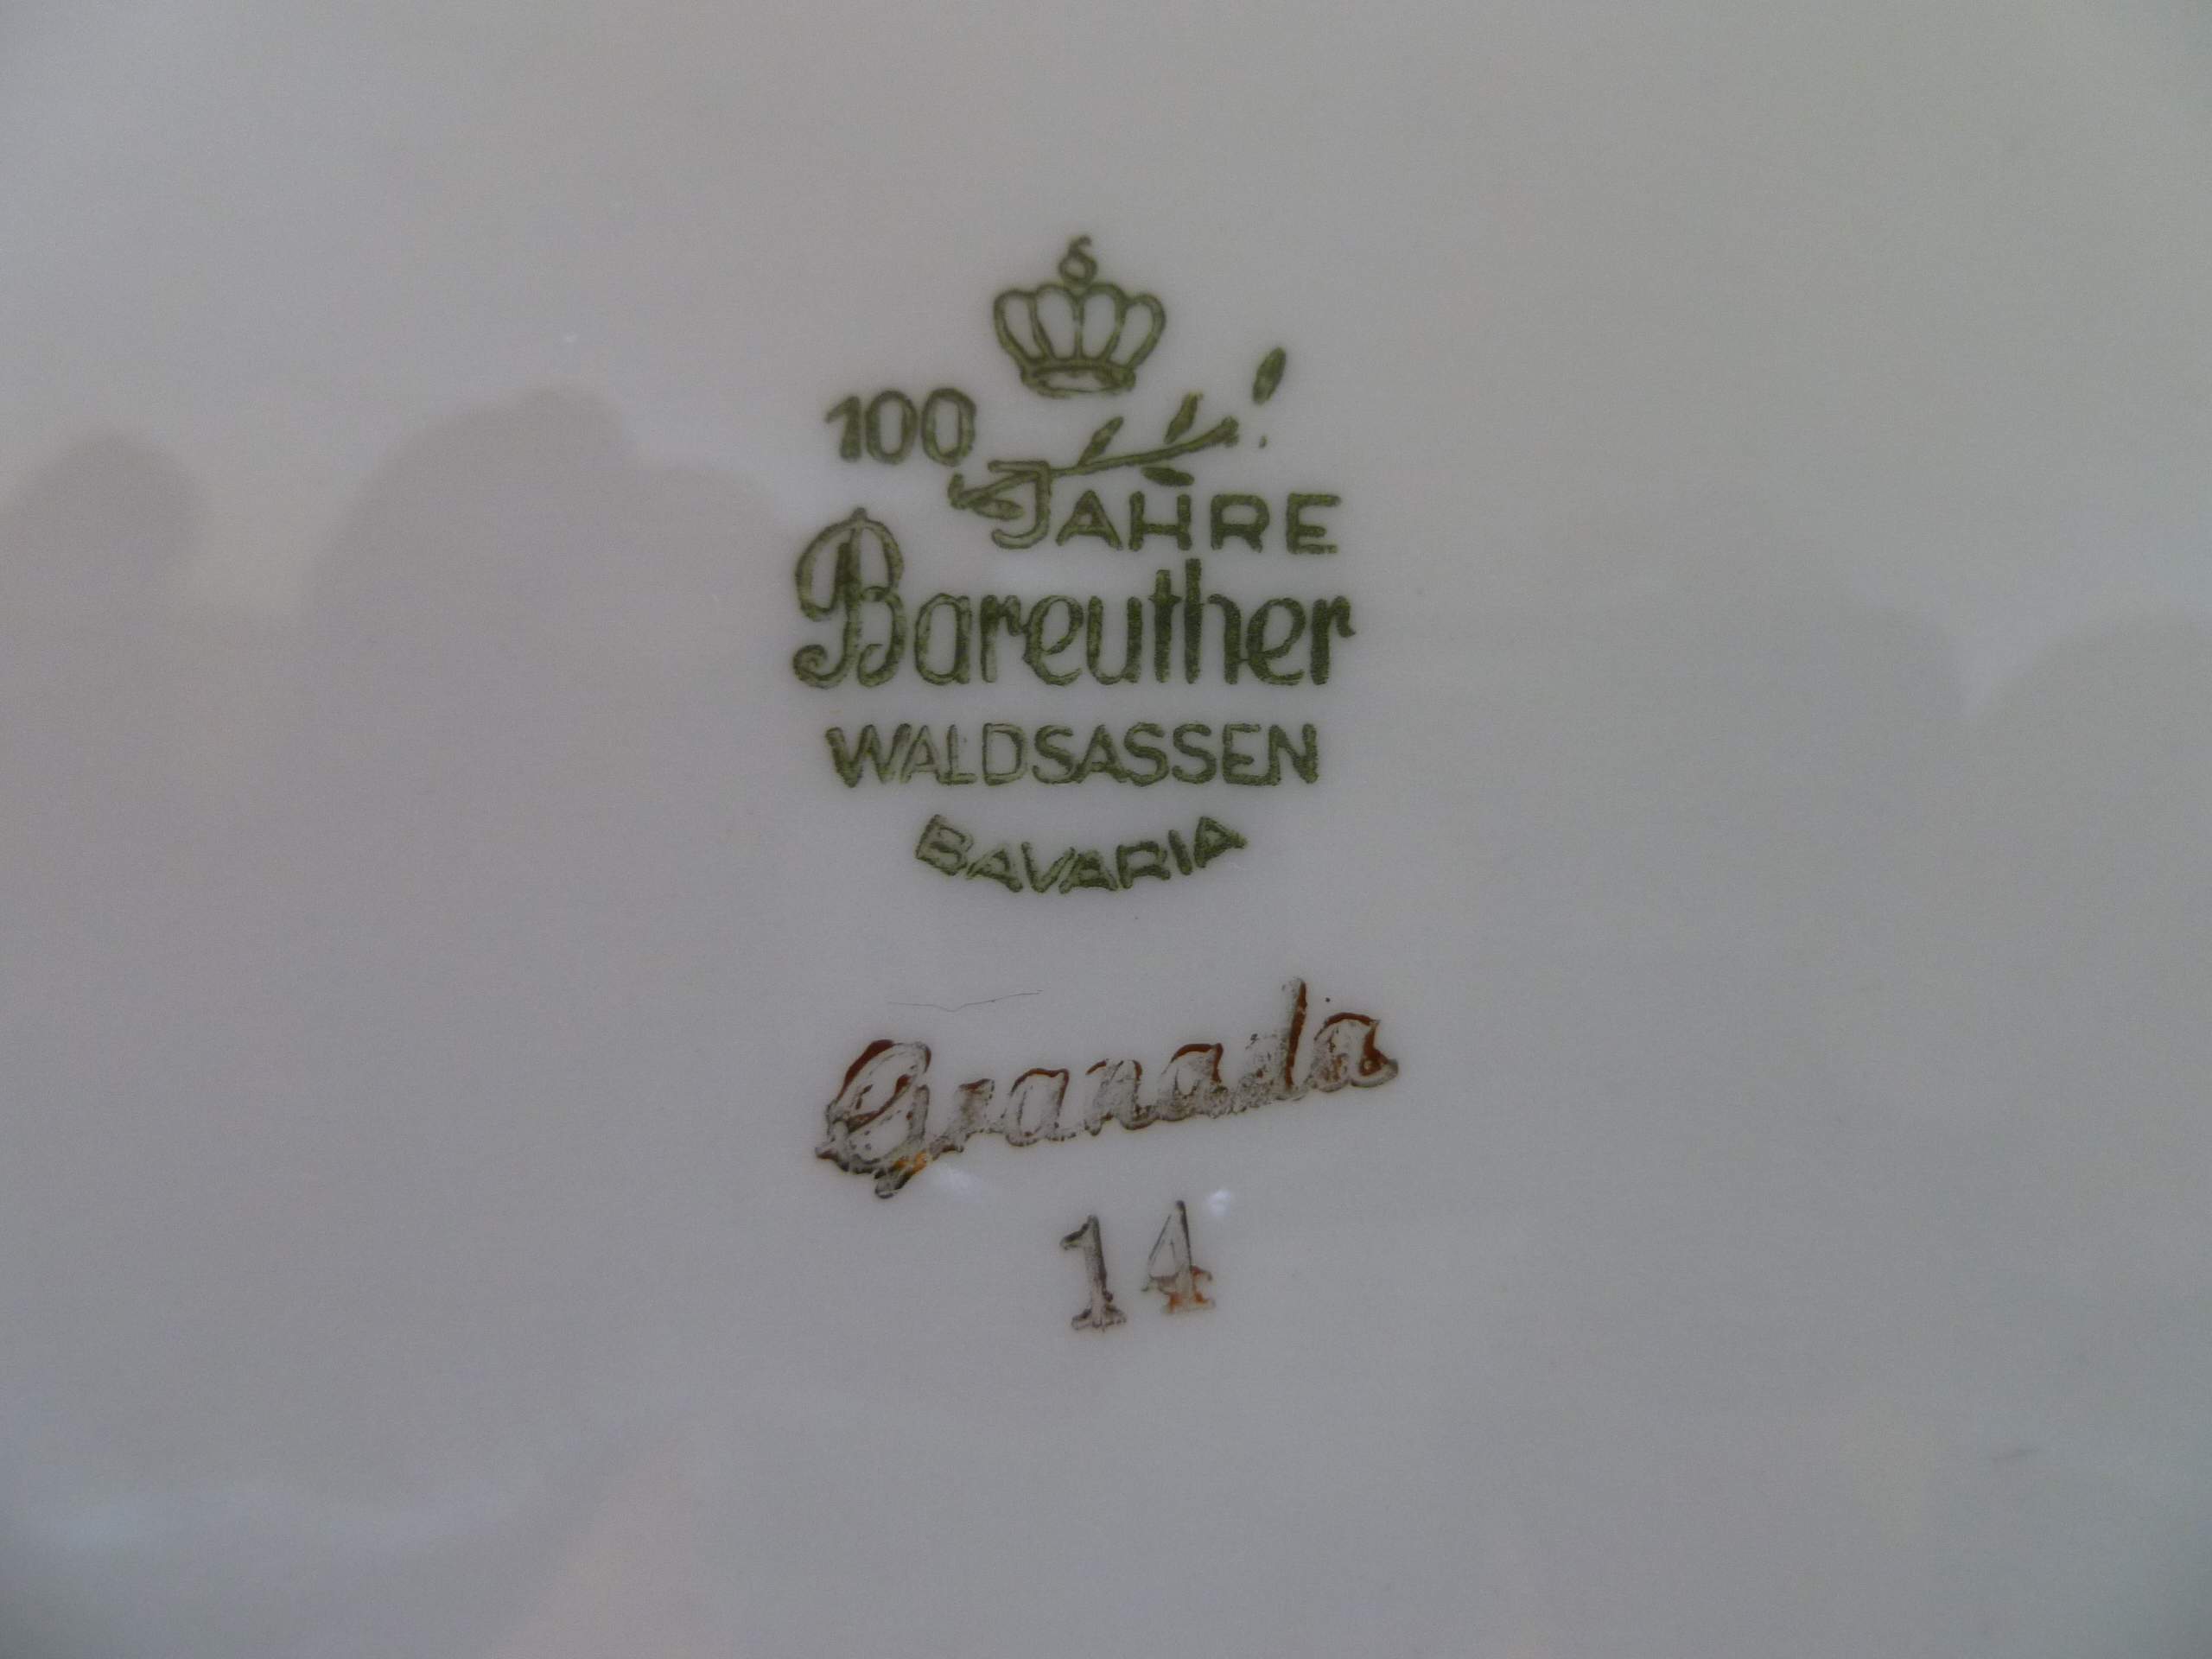 100
JAHRE
Bareuther
WALDSASSEN
BAVARIA
Granada
14